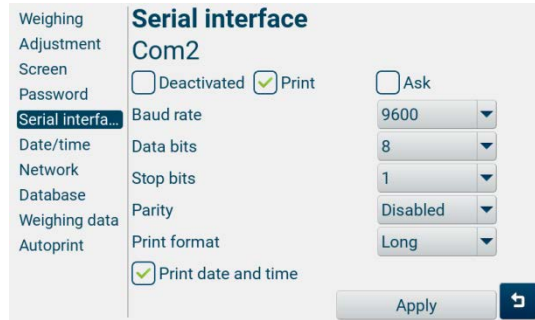 Weighing
Adjustment
Screen
Password
Serial interfa...
Date/time
Network
Database
Weighing data
Autoprint
Serial interface
Com2
Deactivated Print Ask
Baud rate 9600
Data bits 8
Stop bits 1
Parity Disabled
Print format Long
Print date and time
Apply